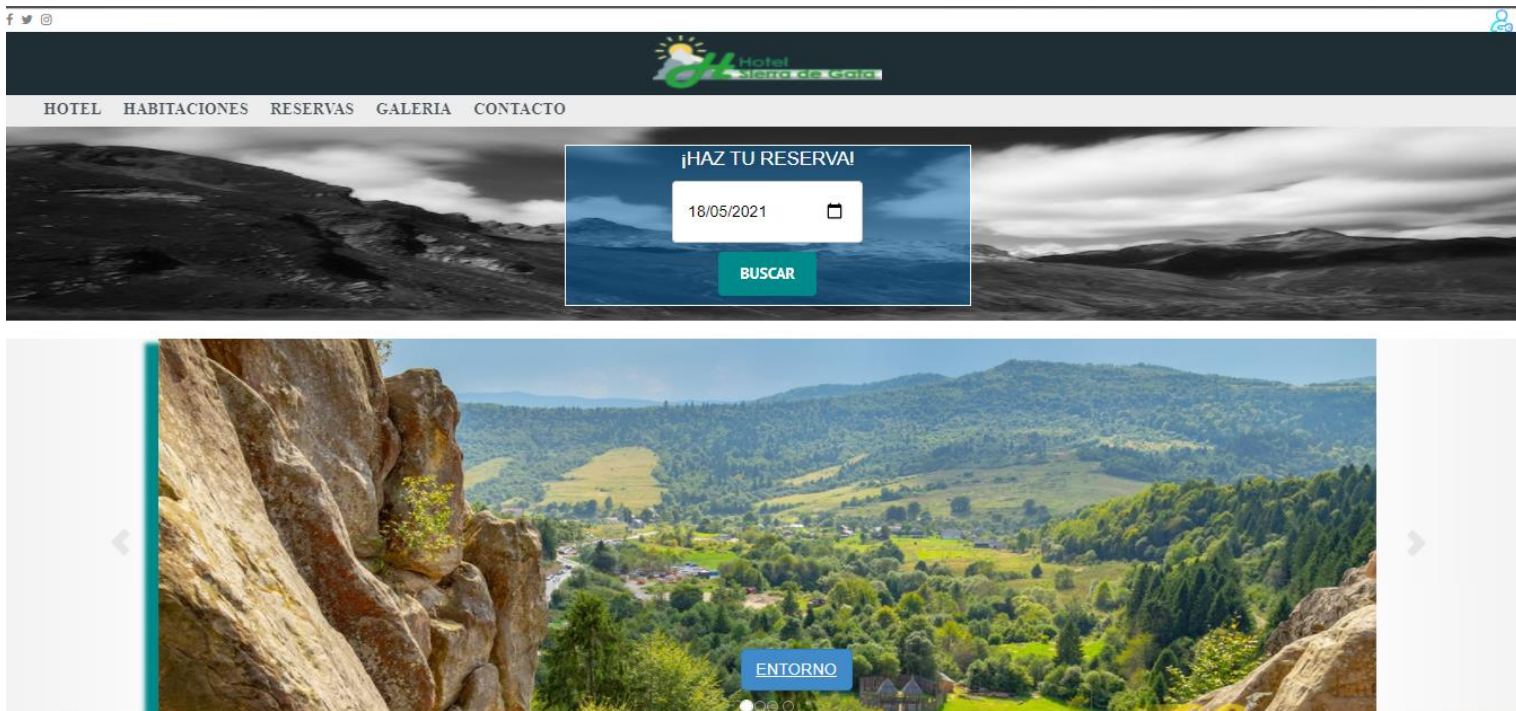 Hotel
Sierra de Gata
HOTEL HABITACIONES RESERVAS GALERIA CONTACTO
¡HAZ TU RESERVA!
18/05/2021
BUSCAR
ENTORNO